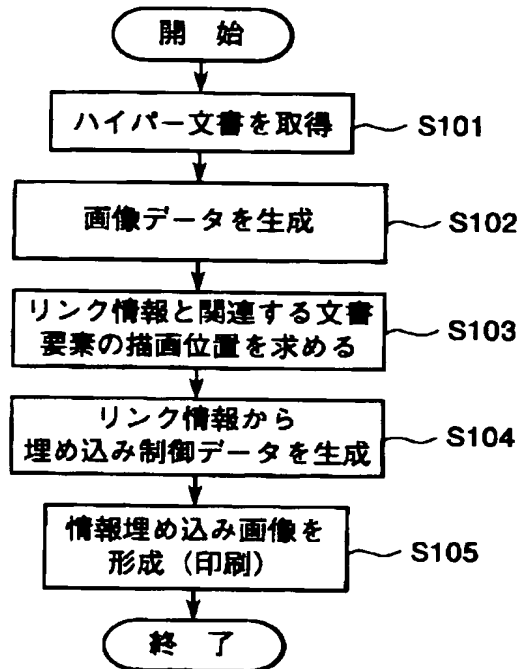 開 始
ハイパー文書を取得
S101
画像データを生成
S102
リンク情報と関連する文書
要素の描画位置を求める
S103
リンク情報から
埋め込み制御データを生成
S104
情報埋め込み画像を
形成（印刷）
S105
終 了